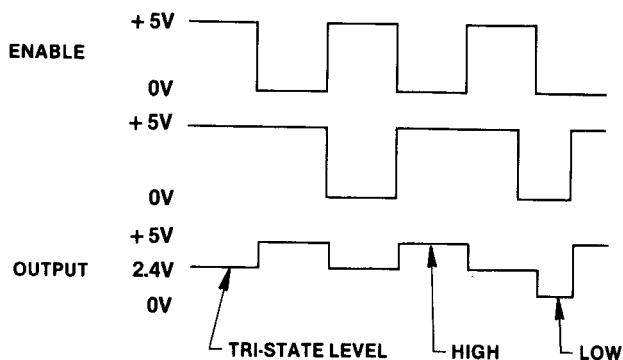 +5V
ENABLE
0V
+5V
0V
+5V
OUTPUT 2.4V
0V
TRI-STATE LEVEL HIGH LOW